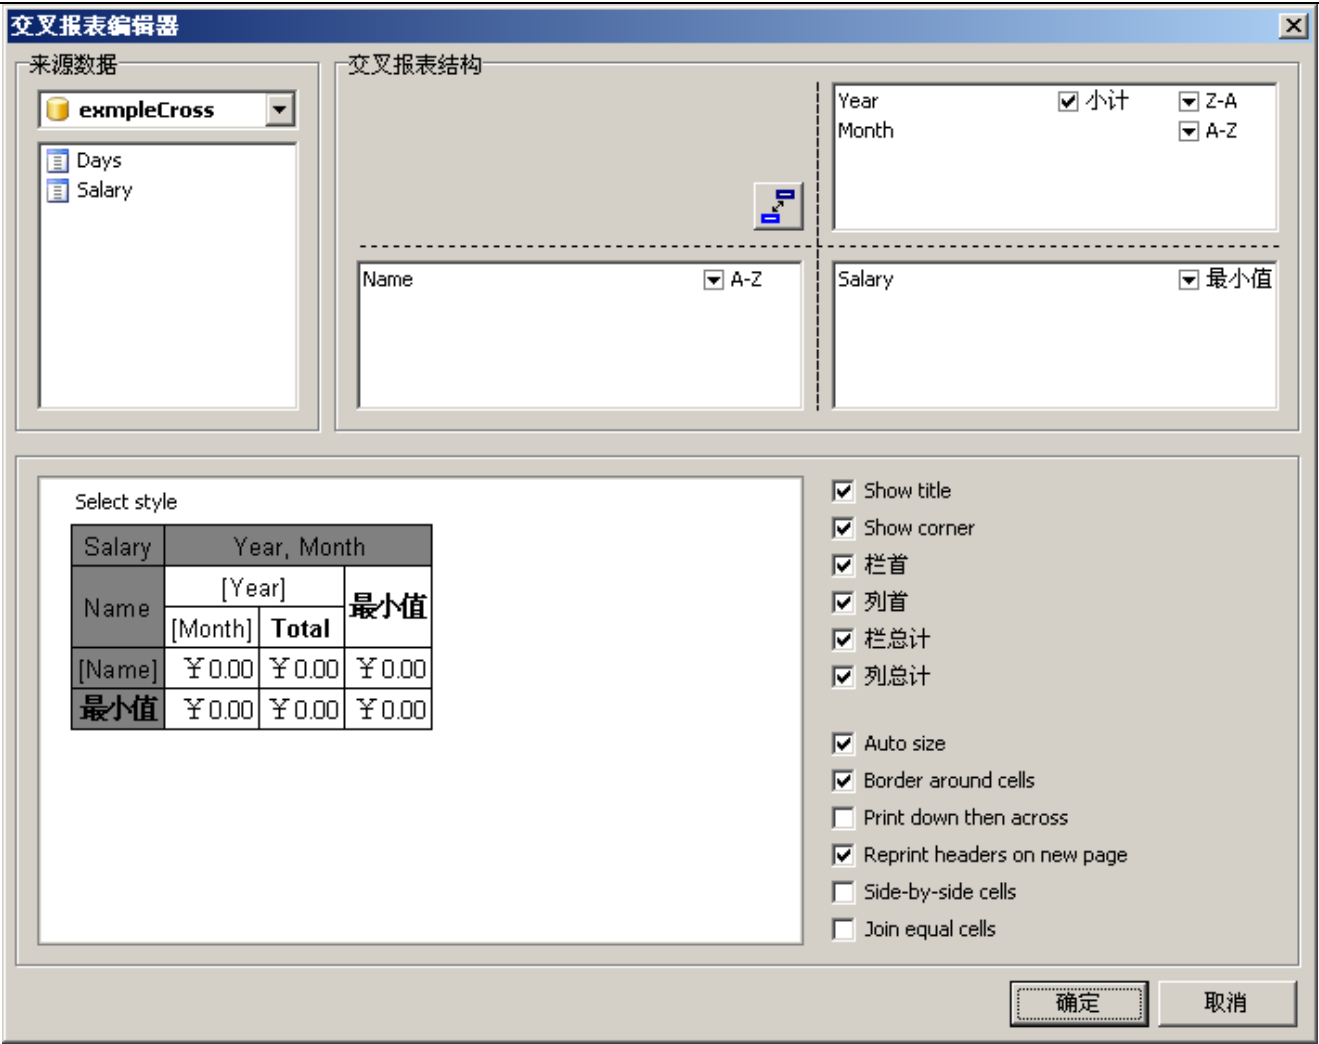 交叉报表编辑器
来源数据
exmpleCross
Days
Salary
交叉报表结构
Year 小计 Z-A
Month A-Z
Name A-Z
Salary 最小值
Select style
Salary Year, Month
Name [Year] 最小值
[Month] Total
[Name] ￥0.00 ￥0.00 ￥0.00
最小值 ￥0.00 ￥0.00 ￥0.00
Show title
Show corner
栏首
列首
栏总计
列总计
Auto size
Border around cells
Print down then across
Reprint headers on new page
Side-by-side cells
Join equal cells
确定 取消